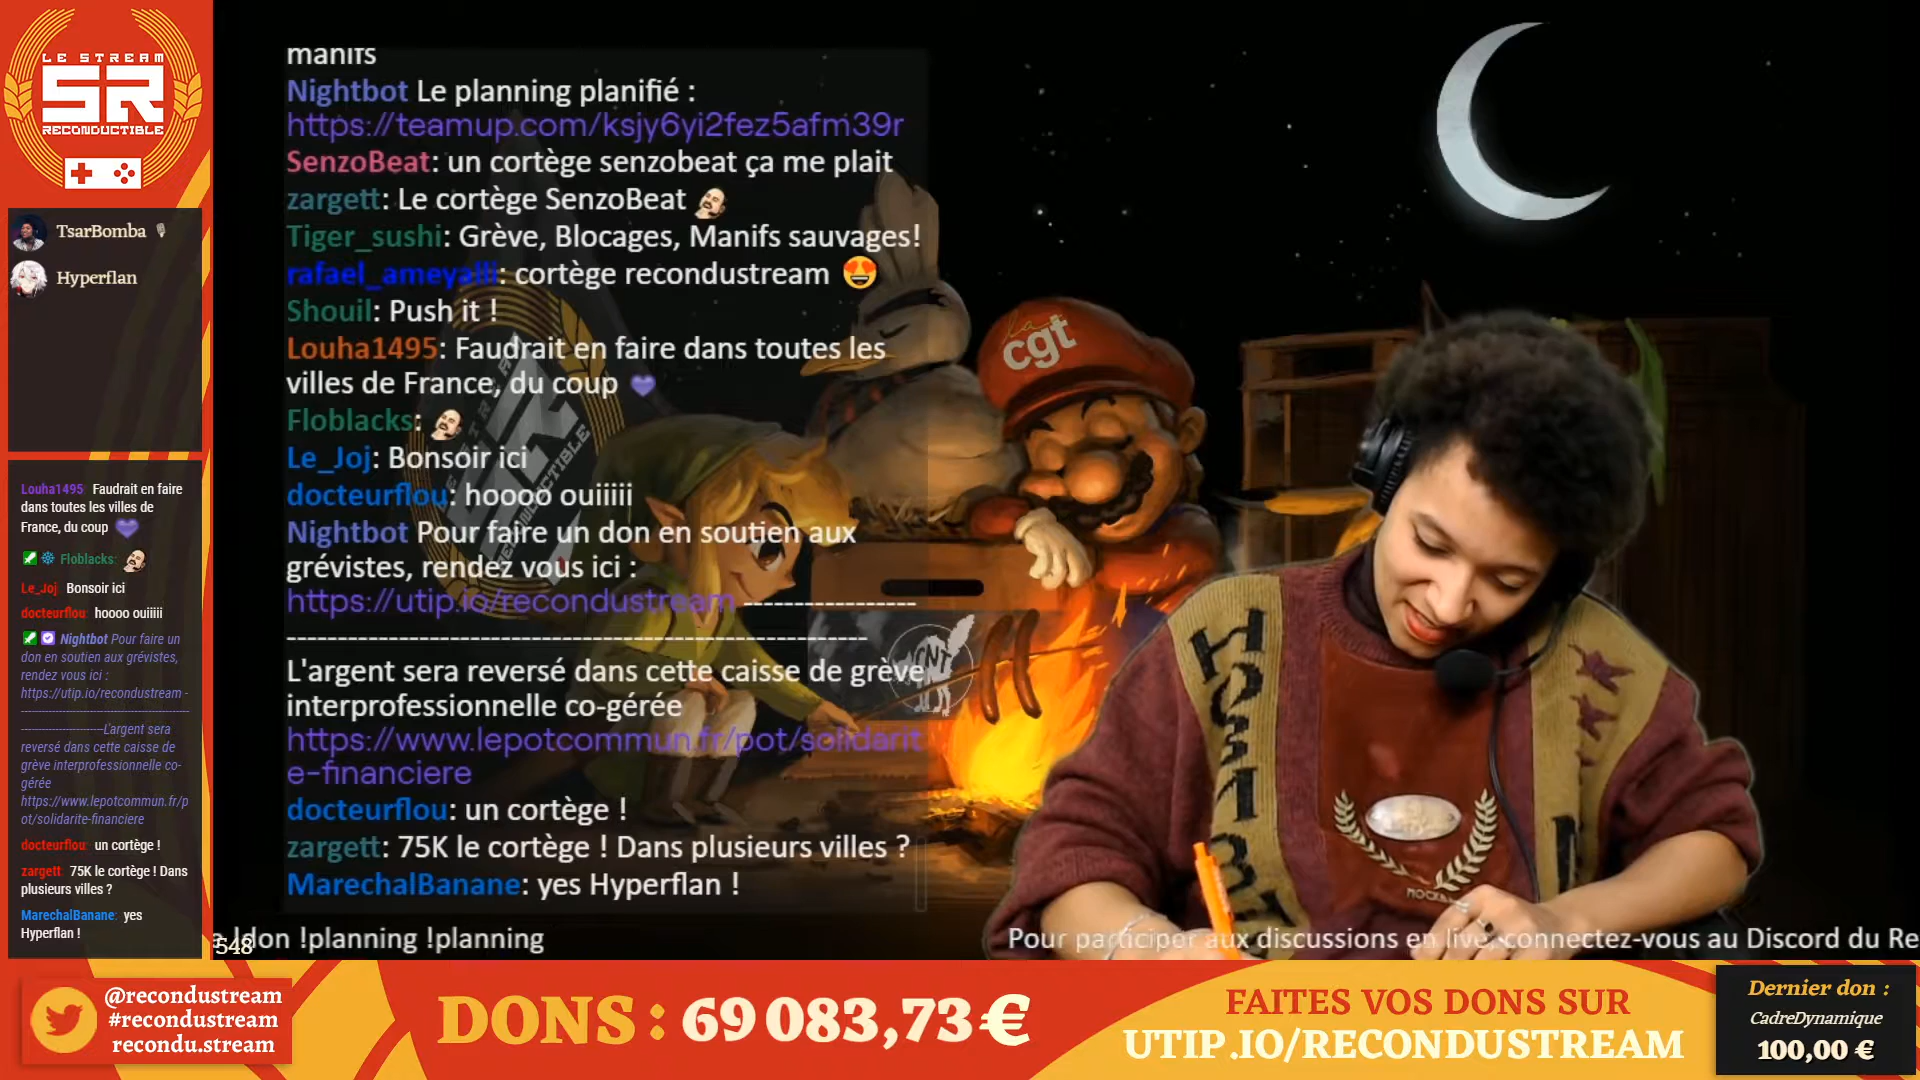 LE STREAM
SR
RECONDUCTIBLE
TsarBomba
Hyperflan
Louha1495: Faudrait en faire
dans toutes les villes de
France, du coup
Floblacks:
Le_Joj: Bonsoir ici
docteurflou: hoooo ouiiiii
Nightbot Pour faire un
don en soutien aux grévistes,
rendez vous ici :
https://utip.io/recondustream -
L'argent sera
reversé dans cette caisse de
grève interprofessionnelle co-
gérée
https://www.lepotcommun.fr/p
ot/solidarite-financiere
docteurflou: un cortège !
zargett: 75K le cortège ! Dans
plusieurs villes ?
MarechalBanane: yes
Hyperflan !
manifs
Nightbot Le planning planifié :
https://teamup.com/ksjy6yi2fez5afm39r
SenzoBeat: un cortège senzobeat ça me plait
zargett: Le cortège SenzoBeat
Tiger_sushi: Grève, Blocages, Manifs sauvages!
rafael_ameyalli: cortège recondustream
Shouil: Push it !
Louha1495: Faudrait en faire dans toutes les
villes de France, du coup
Floblacks:
Le_Joj: Bonsoir ici
docteurflou: hoooo ouiiiii
Nightbot Pour faire un don en soutien aux
grévistes, rendez vous ici :
https://utip.io/recondustream -----------------
---------------------------------------------------------
L'argent sera reversé dans cette caisse de grève
interprofessionnelle co-gérée
https://www.lepotcommun.fr/pot/solidarit
e-financiere
docteurflou: un cortège !
zargett: 75K le cortège ! Dans plusieurs villes ?
MarechalBanane: yes Hyperflan !
la
cgt
CNT
548
!don !planning !planning
Pour participer aux discussions en live, connectez-vous au Discord du Re
@recondustream
#recondustream
recondu.stream
DONS : 69 083,73 €
FAITES VOS DONS SUR
UTIP.IO/RECONDUSTREAM
Dernier don :
CadreDynamique
100,00 €